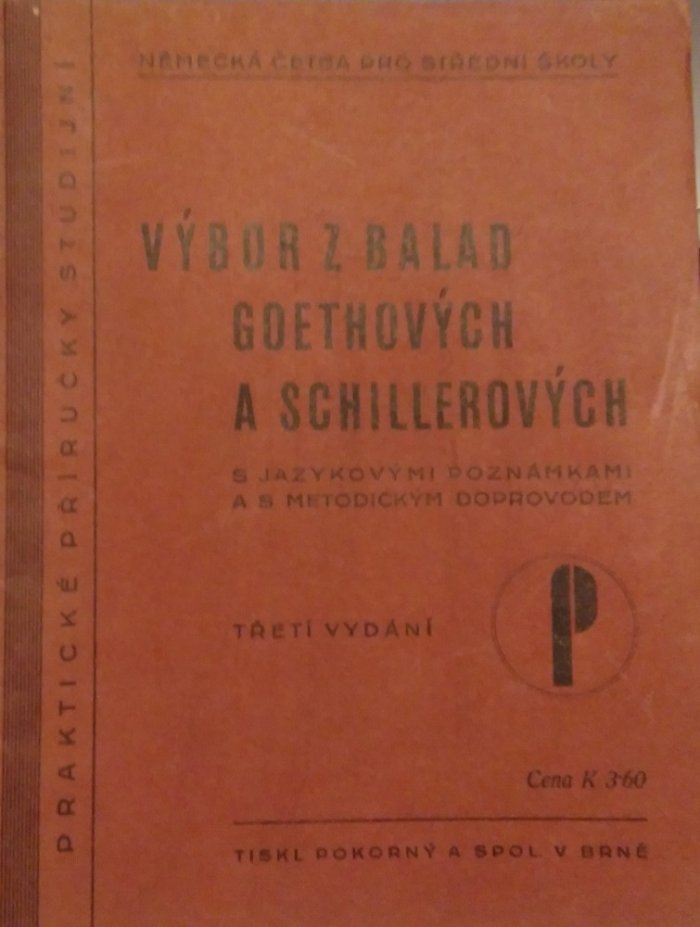 NĚMECKÁ ČETBA PRO STŘEDNÍ ŠKOLY
PRAKTICKÉ PŘÍRUČKY STUDIJNÍ
VÝBOR Z BALAD
GOETHOVÝCH
A SCHILLEROVÝCH
S JAZYKOVÝMI POZNÁMKAMI
A S METODICKÝM DOPROVODEM
TŘETÍ VYDÁNÍ
P
Cena K 3·60
TISKL POKORNÝ A SPOL. V BRNĚ